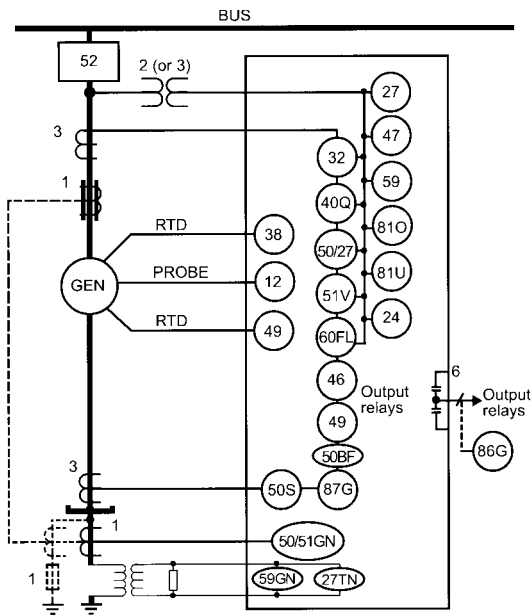 BUS
52
2 (or 3)
27
3
47
32
59
1
40Q
RTD
38
81O
50/27
GEN
PROBE
12
81U
51V
RTD
49
24
60FL
46
6
Output relays
Output relays
49
86G
50BF
3
50S
87G
1
50/51GN
1
59GN
27TN